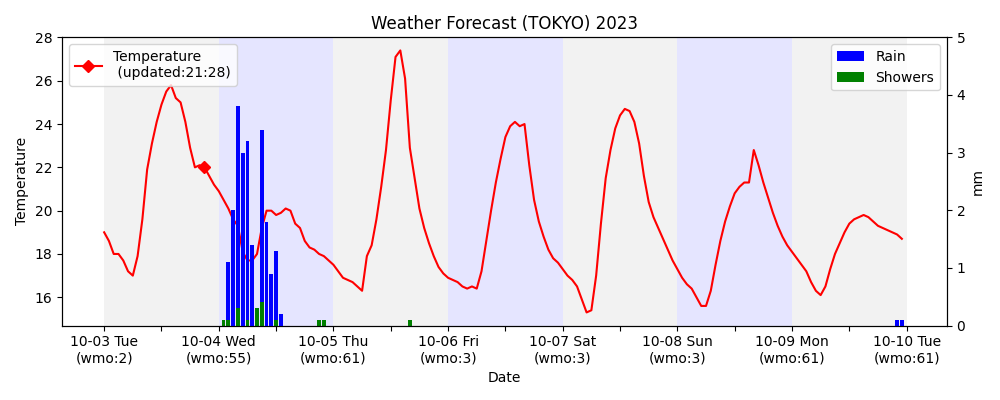 Weather Forecast (TOKYO) 2023
Temperature
(updated:21:28)
Rain
Showers
28
26
24
22
20
18
16
Temperature
5
4
3
2
1
0
mm
10-03 Tue 10-04 Wed 10-05 Thu 10-06 Fri 10-07 Sat 10-08 Sun 10-09 Mon 10-10 Tue
(wmo:2) (wmo:55) (wmo:61) (wmo:3) (wmo:3) (wmo:3) (wmo:61) (wmo:61)
Date